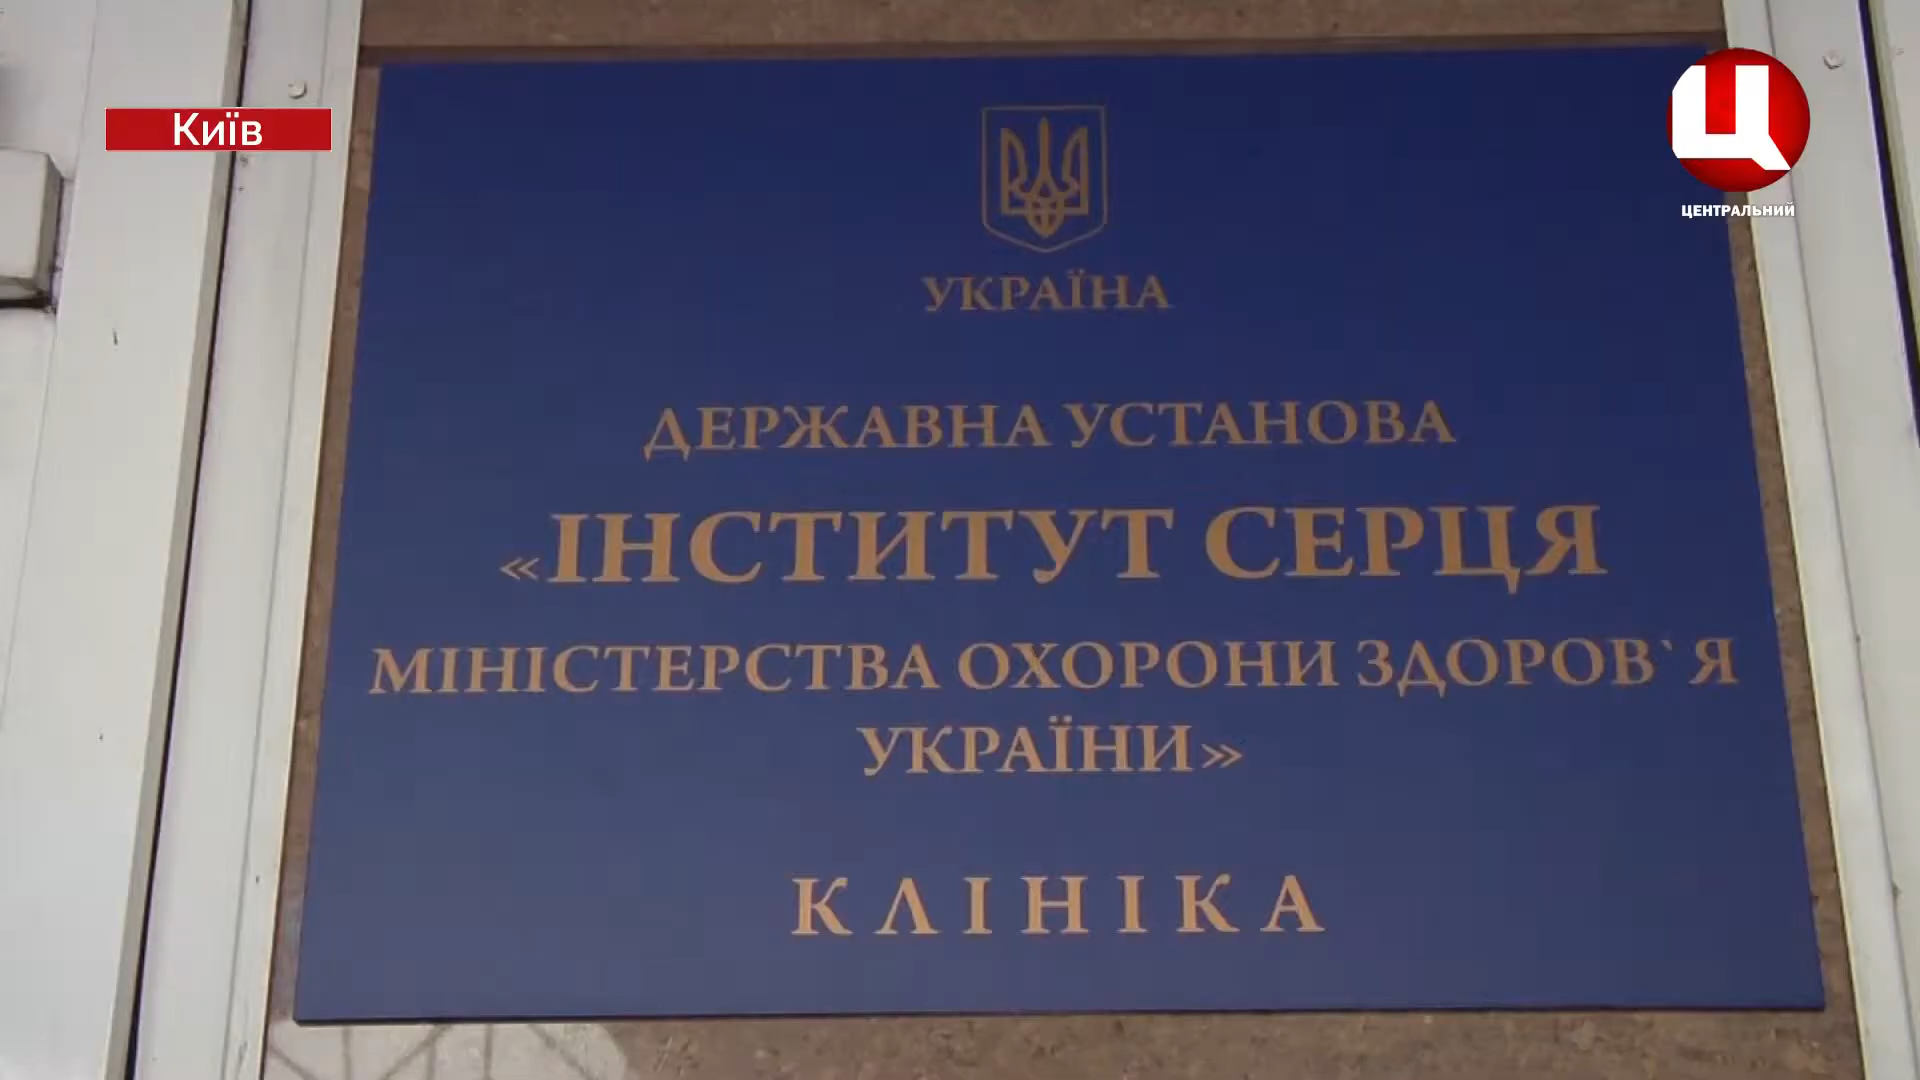 Київ
Ц
ЦЕНТРАЛЬНИЙ
УКРАЇНА
ДЕРЖАВНА УСТАНОВА
«ІНСТИТУТ СЕРЦЯ
МІНІСТЕРСТВА ОХОРОНИ ЗДОРОВ`Я
УКРАЇНИ»
КЛІНІКА